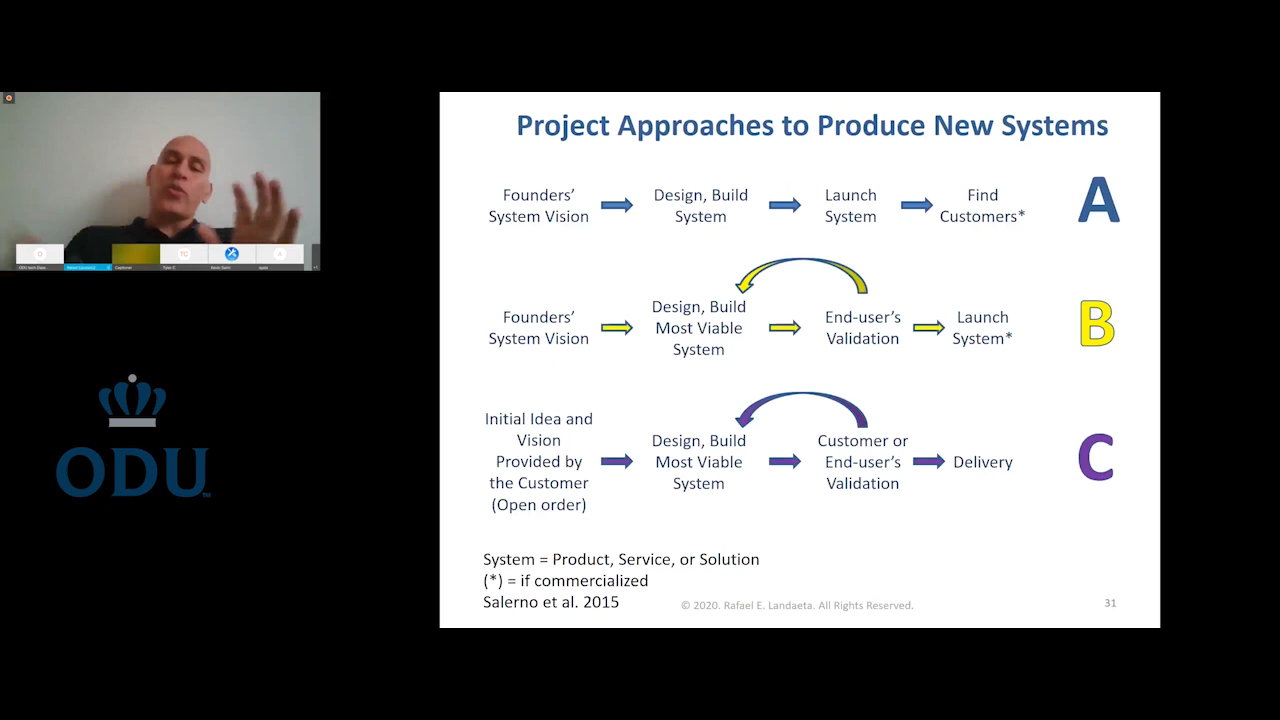 Project Approaches to Produce New Systems
Founders'
System Vision
Design, Build
System
Launch
System
Find
Customers*
A
Founders'
System Vision
Design, Build
Most Viable
System
End-user's
Validation
Launch
System*
B
Initial Idea and
Vision
Provided by
the Customer
(Open order)
Design, Build
Most Viable
System
Customer or
End-user's
Validation
Delivery
C
System = Product, Service, or Solution
(*) = if commercialized
Salerno et al. 2015
© 2020. Rafael E. Landaeta. All Rights Reserved.
31
TC
ODU